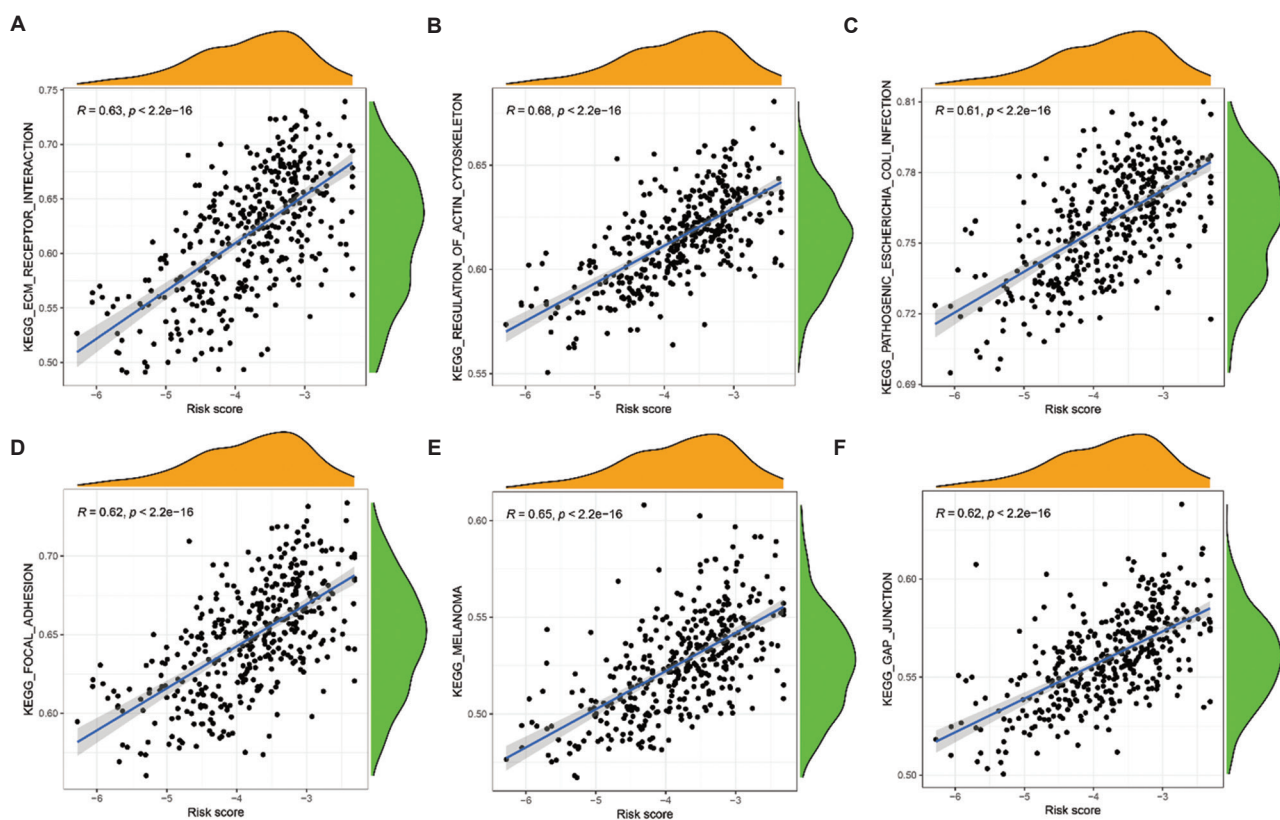 A
R = 0.63, p < 2.2e−16
KEGG_ECM_RECEPTOR_INTERACTION
0.75
0.70
0.65
0.60
0.55
0.50
−6
−5
−4
−3
Risk score
B
R = 0.68, p < 2.2e−16
KEGG_REGULATION_OF_ACTIN_CYTOSKELETON
0.65
0.60
0.55
−6
−5
−4
−3
Risk score
C
R = 0.61, p < 2.2e−16
KEGG_PATHOGENIC_ESCHERICHIA_COLI_INFECTION
0.81
0.78
0.75
0.72
0.69
−6
−5
−4
−3
Risk score
D
R = 0.62, p < 2.2e−16
KEGG_FOCAL_ADHESION
0.70
0.65
0.60
−6
−5
−4
−3
Risk score
E
R = 0.65, p < 2.2e−16
KEGG_MELANOMA
0.60
0.55
0.50
−6
−5
−4
−3
Risk score
F
R = 0.62, p < 2.2e−16
KEGG_GAP_JUNCTION
0.60
0.55
0.50
−6
−5
−4
−3
Risk score